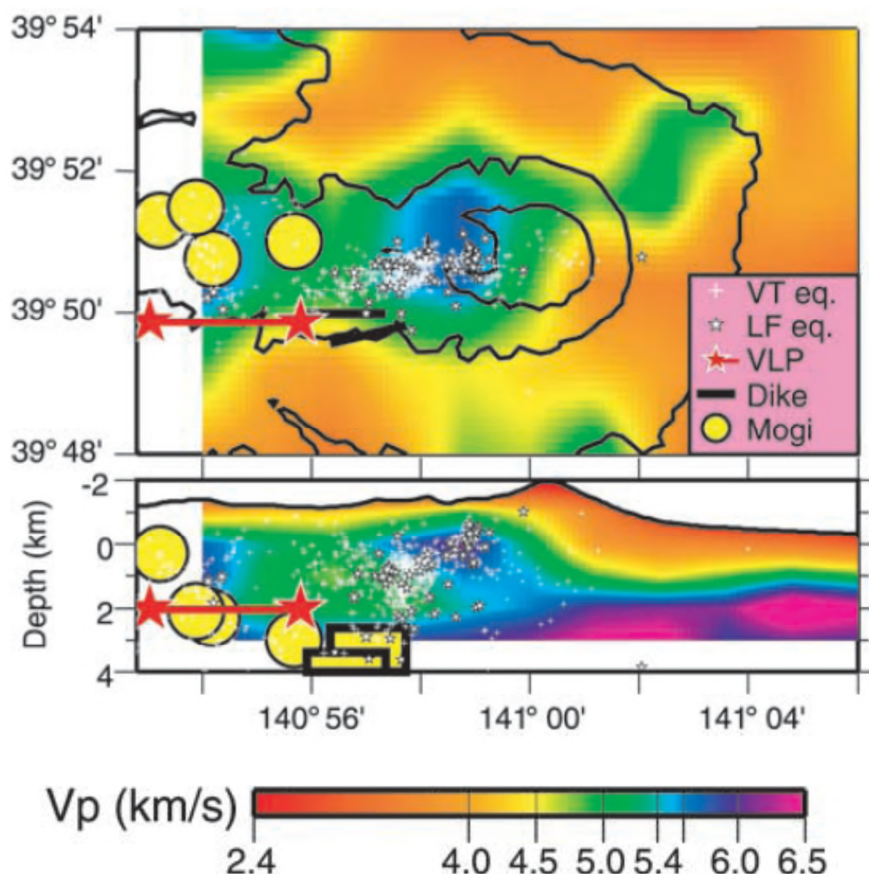 39° 54'
39° 52'
39° 50'
39° 48'
VT eq.
LF eq.
VLP
Dike
Mogi
-2
0
2
4
Depth (km)
140° 56'
141° 00'
141° 04'
Vp (km/s)
2.4 4.0 4.5 5.0 5.4 6.0 6.5